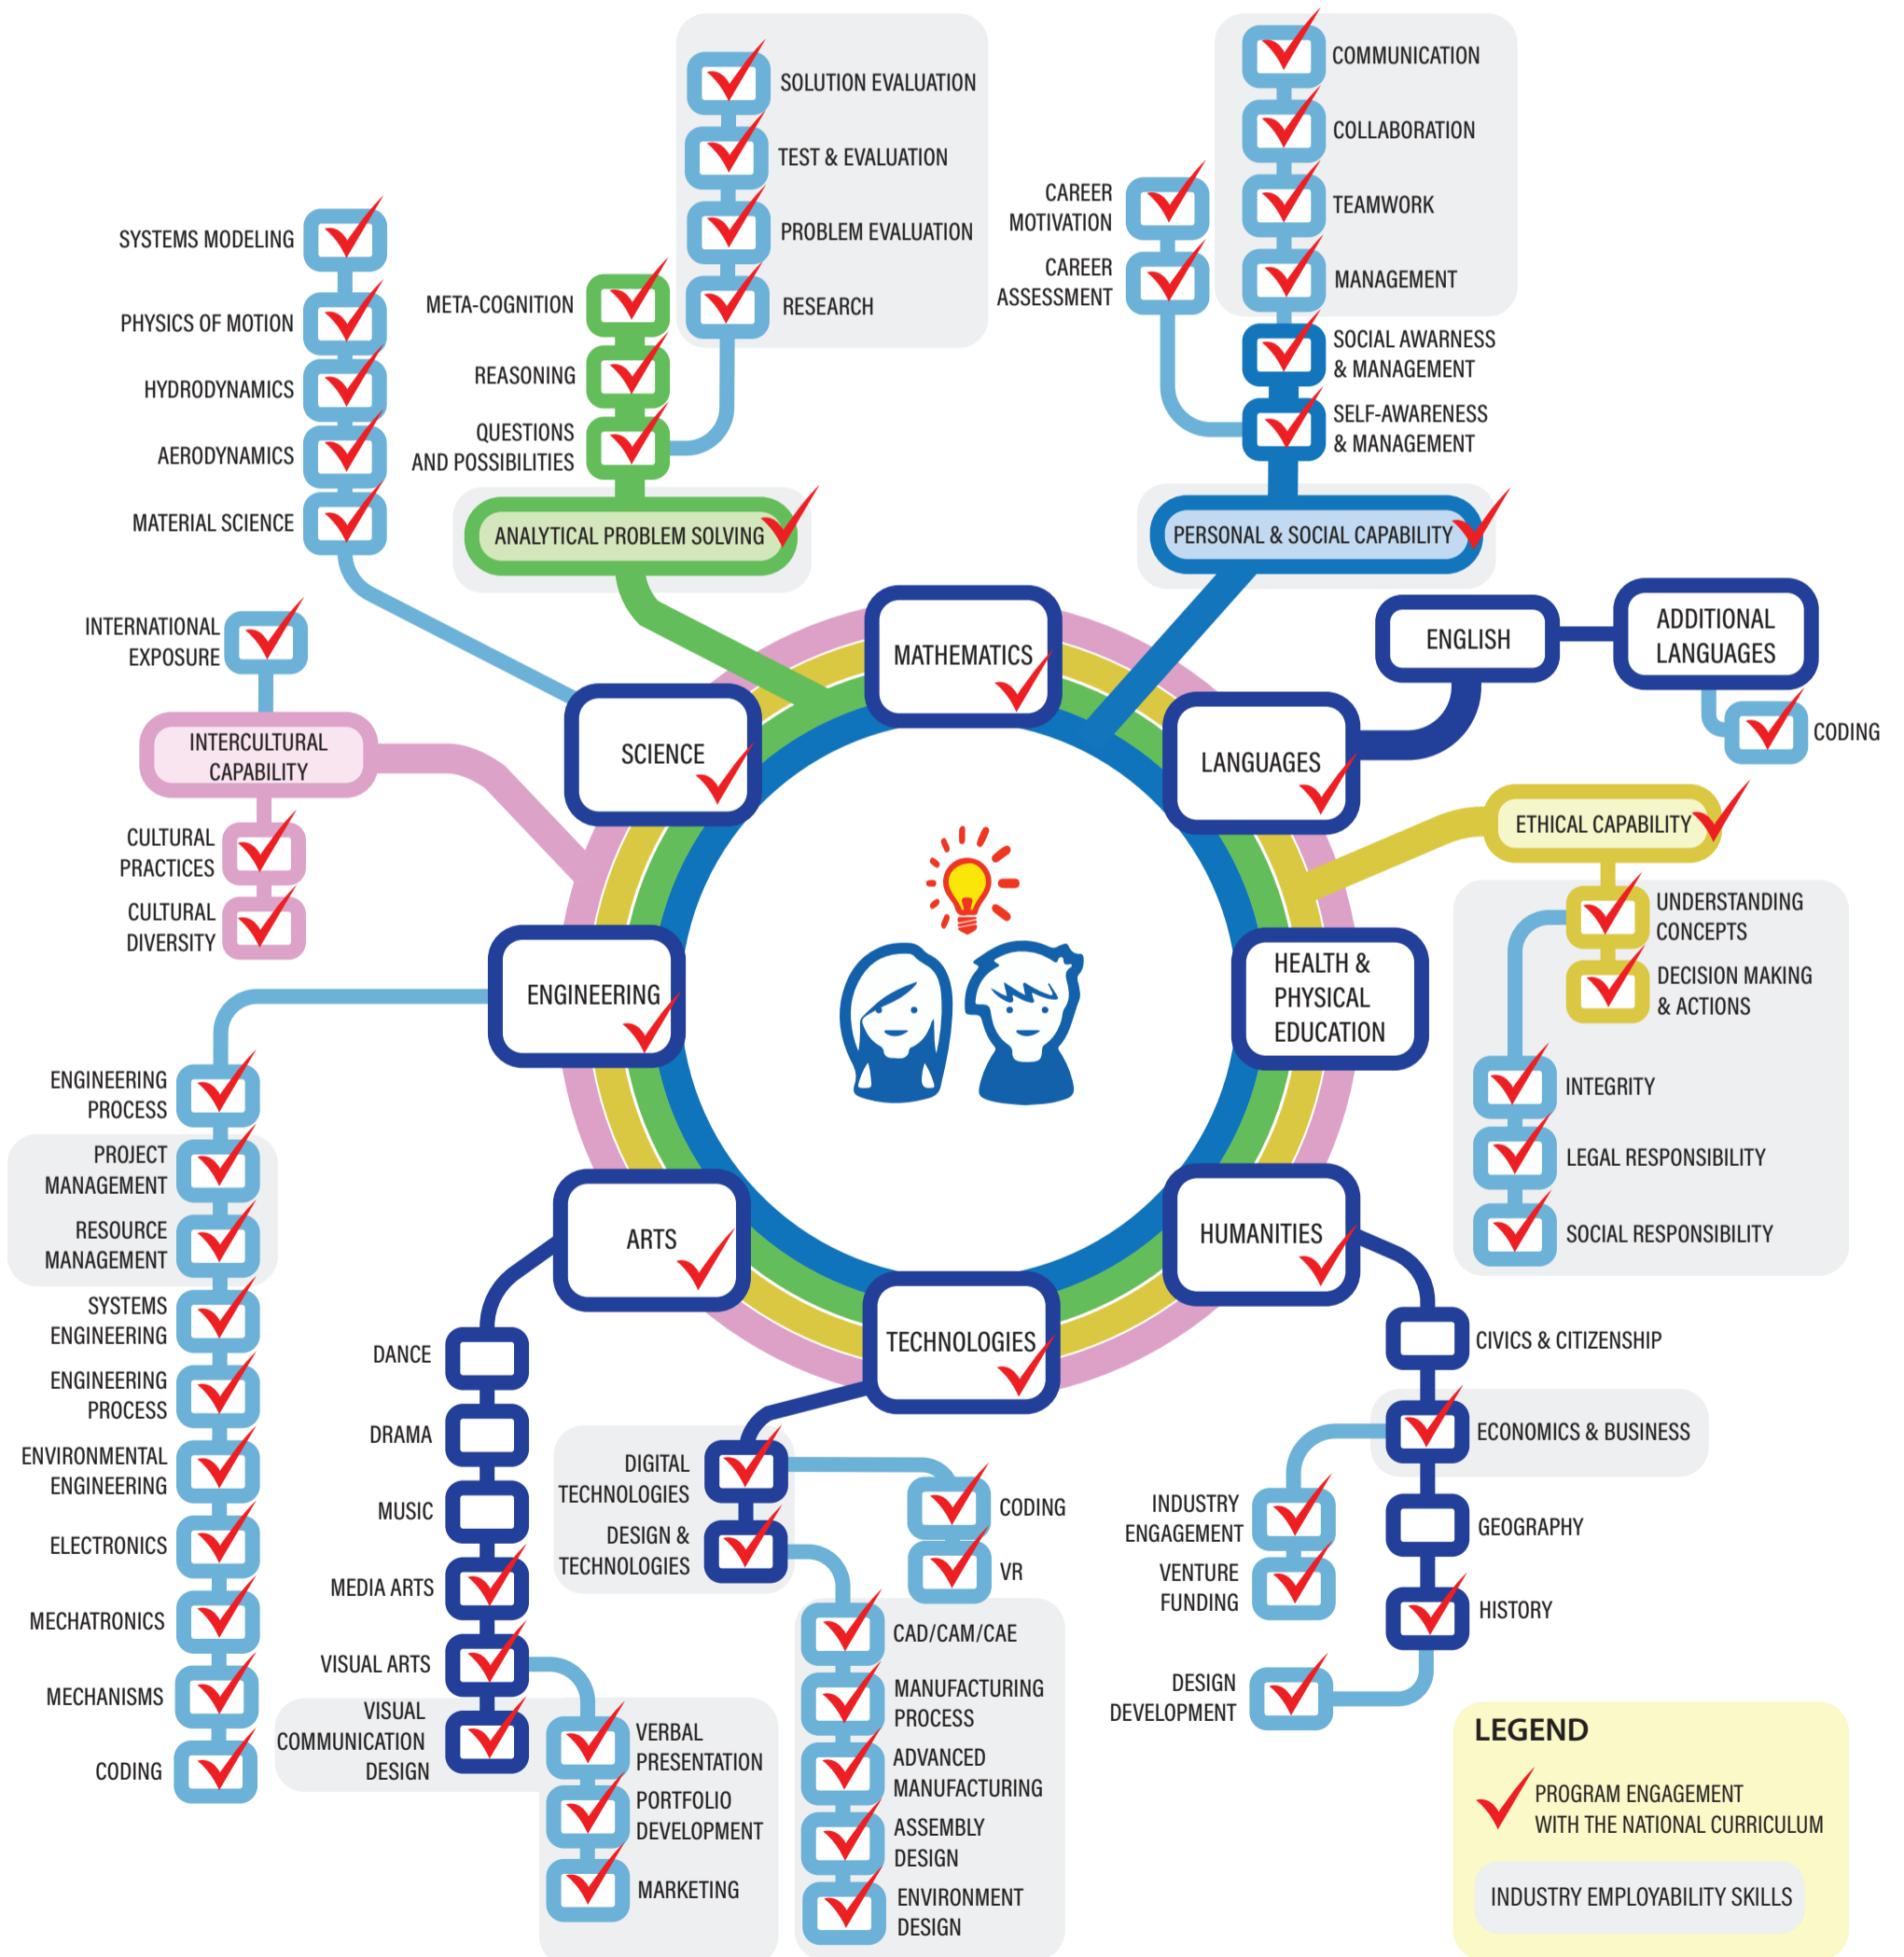 SOLUTION EVALUATION
TEST & EVALUATION
PROBLEM EVALUATION
RESEARCH
COMMUNICATION
COLLABORATION
TEAMWORK
MANAGEMENT
CAREER
MOTIVATION
CAREER
ASSESSMENT
SOCIAL AWARNESS
& MANAGEMENT
SELF-AWARENESS
& MANAGEMENT
SYSTEMS MODELING
PHYSICS OF MOTION
HYDRODYNAMICS
AERODYNAMICS
MATERIAL SCIENCE
META-COGNITION
REASONING
QUESTIONS
AND POSSIBILITIES
ANALYTICAL PROBLEM SOLVING
PERSONAL & SOCIAL CAPABILITY
INTERNATIONAL
EXPOSURE
INTERCULTURAL
CAPABILITY
CULTURAL
PRACTICES
CULTURAL
DIVERSITY
MATHEMATICS
SCIENCE
LANGUAGES
ENGLISH
ADDITIONAL
LANGUAGES
CODING
ETHICAL CAPABILITY
UNDERSTANDING
CONCEPTS
DECISION MAKING
& ACTIONS
INTEGRITY
LEGAL RESPONSIBILITY
SOCIAL RESPONSIBILITY
ENGINEERING
HEALTH &
PHYSICAL
EDUCATION
ARTS
TECHNOLOGIES
HUMANITIES
ENGINEERING
PROCESS
PROJECT
MANAGEMENT
RESOURCE
MANAGEMENT
SYSTEMS
ENGINEERING
ENGINEERING
PROCESS
ENVIRONMENTAL
ENGINEERING
ELECTRONICS
MECHATRONICS
MECHANISMS
CODING
DANCE
DRAMA
MUSIC
MEDIA ARTS
VISUAL ARTS
VISUAL
COMMUNICATION
DESIGN
VERBAL
PRESENTATION
PORTFOLIO
DEVELOPMENT
MARKETING
DIGITAL
TECHNOLOGIES
DESIGN &
TECHNOLOGIES
CODING
VR
CAD/CAM/CAE
MANUFACTURING
PROCESS
ADVANCED
MANUFACTURING
ASSEMBLY
DESIGN
ENVIRONMENT
DESIGN
CIVICS & CITIZENSHIP
ECONOMICS & BUSINESS
GEOGRAPHY
HISTORY
INDUSTRY
ENGAGEMENT
VENTURE
FUNDING
DESIGN
DEVELOPMENT
LEGEND
PROGRAM ENGAGEMENT
WITH THE NATIONAL CURRICULUM
INDUSTRY EMPLOYABILITY SKILLS